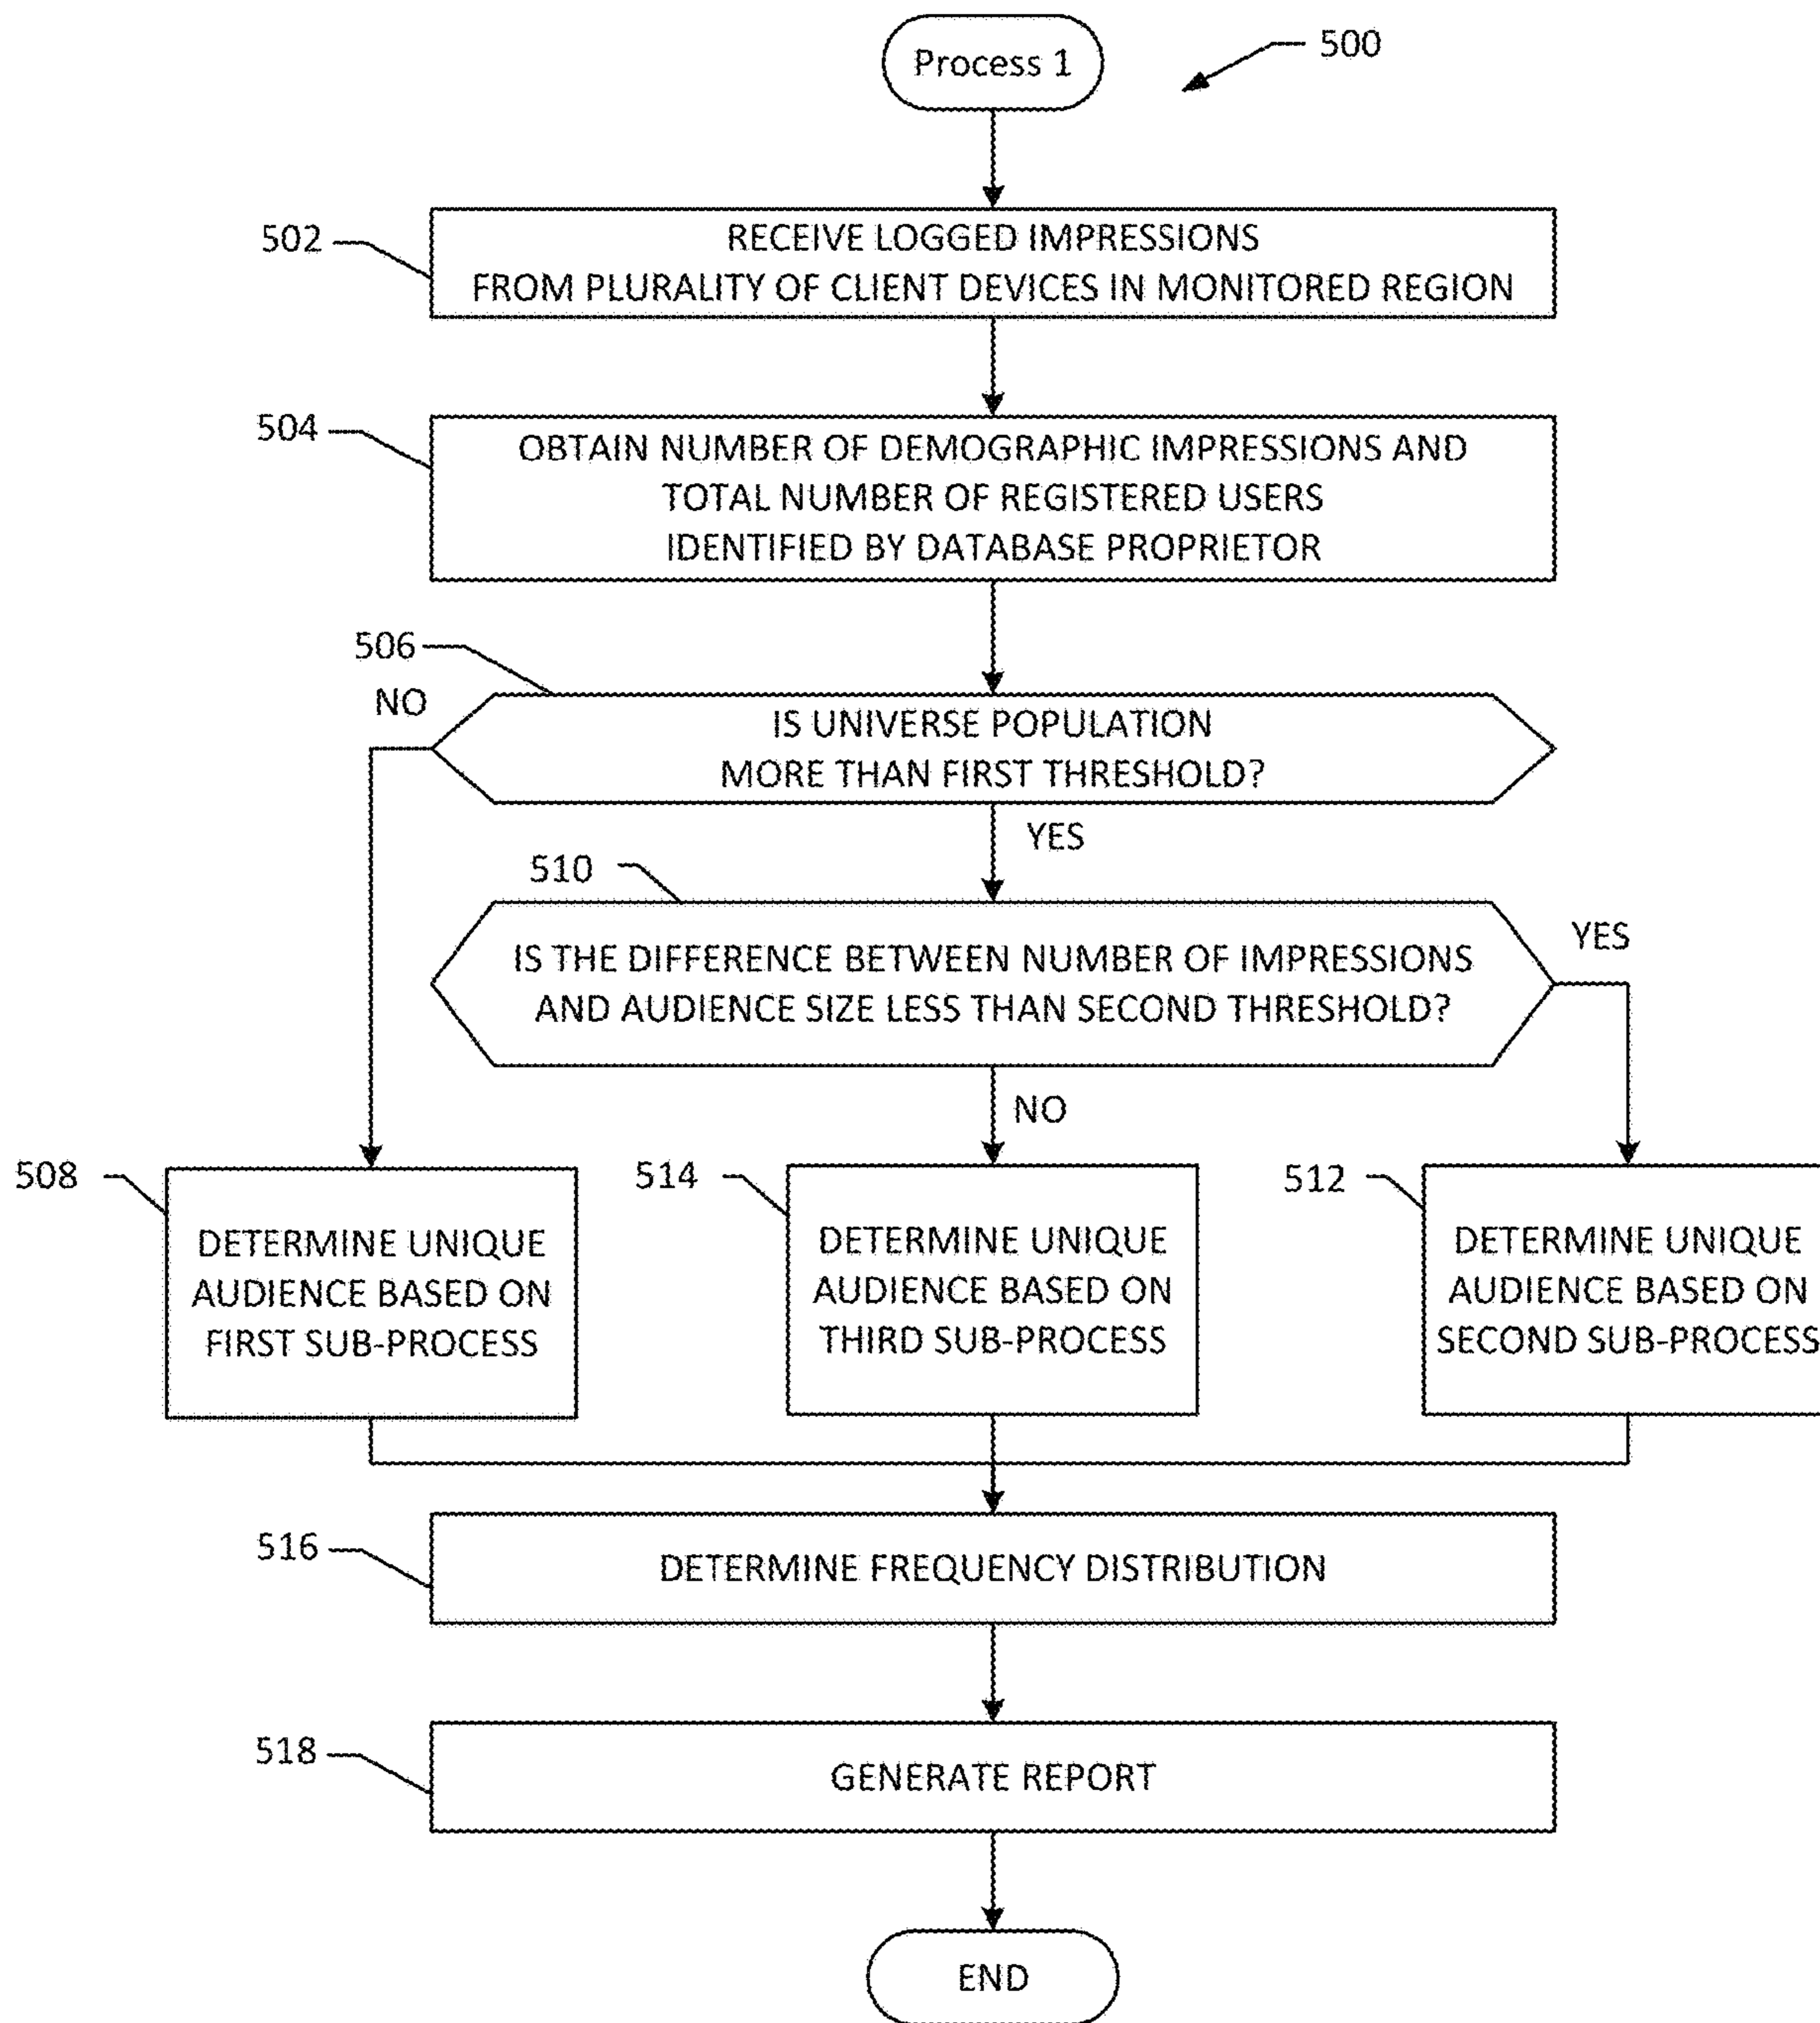 Process 1
500
502
RECEIVE LOGGED IMPRESSIONS
FROM PLURALITY OF CLIENT DEVICES IN MONITORED REGION
504
OBTAIN NUMBER OF DEMOGRAPHIC IMPRESSIONS AND
TOTAL NUMBER OF REGISTERED USERS
IDENTIFIED BY DATABASE PROPRIETOR
506
NO
IS UNIVERSE POPULATION
MORE THAN FIRST THRESHOLD?
YES
510
IS THE DIFFERENCE BETWEEN NUMBER OF IMPRESSIONS
AND AUDIENCE SIZE LESS THAN SECOND THRESHOLD?
YES
NO
508
DETERMINE UNIQUE
AUDIENCE BASED ON
FIRST SUB-PROCESS
514
DETERMINE UNIQUE
AUDIENCE BASED ON
THIRD SUB-PROCESS
512
DETERMINE UNIQUE
AUDIENCE BASED ON
SECOND SUB-PROCESS
516
DETERMINE FREQUENCY DISTRIBUTION
518
GENERATE REPORT
END